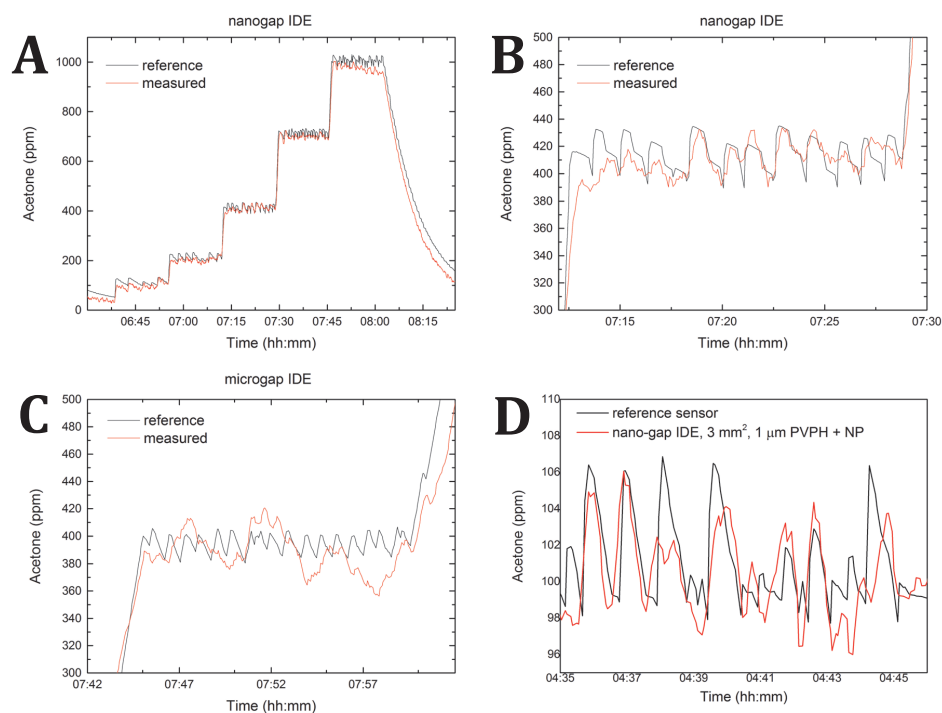 nanogap IDE
A
reference
measured
1000
800
600
400
200
0
Acetone (ppm)
06:45 07:00 07:15 07:30 07:45 08:00 08:15
Time (hh:mm)
nanogap IDE
B
reference
measured
500
480
460
440
420
400
380
360
340
320
300
Acetone (ppm)
07:15 07:20 07:25 07:30
Time (hh:mm)
microgap IDE
C
reference
measured
500
480
460
440
420
400
380
360
340
320
300
Acetone (ppm)
07:42 07:47 07:52 07:57
Time (hh:mm)
D
reference sensor
nano-gap IDE, 3 mm², 1 μm PVPH + NP
110
108
106
104
102
100
98
96
Acetone (ppm)
04:35 04:37 04:39 04:41 04:43 04:45
Time (hh:mm)